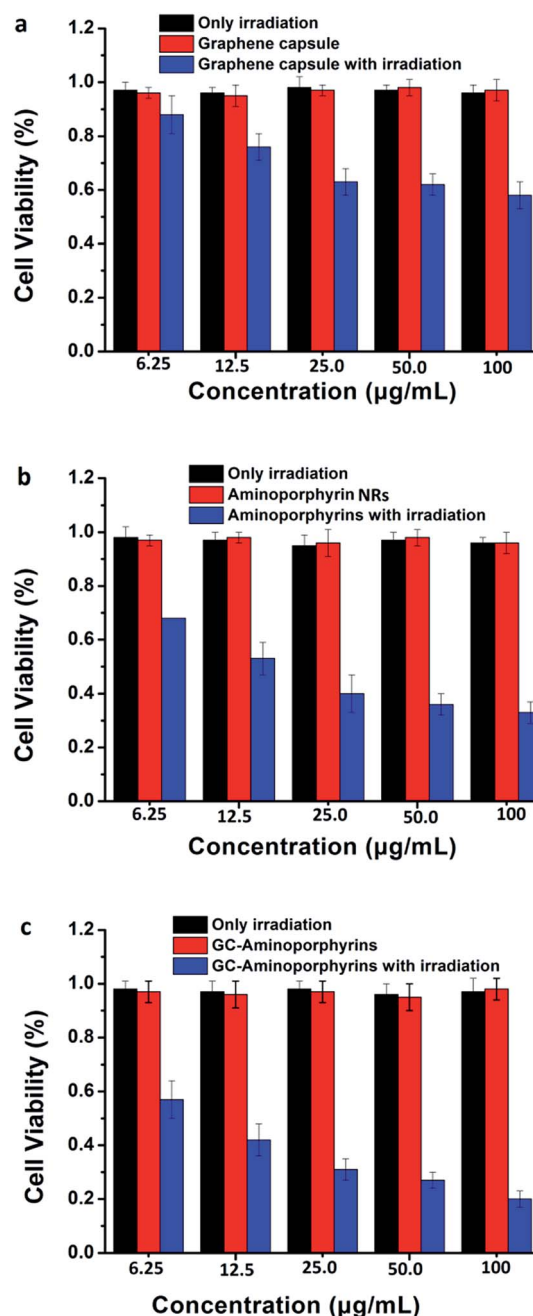 a
Only irradiation
Graphene capsule
Graphene capsule with irradiation
Cell Viability (%)
1.2
1.0
0.8
0.6
0.4
0.2
0.0
6.25 12.5 25.0 50.0 100
Concentration (µg/mL)
b
Only irradiation
Aminoporphyrin NRs
Aminoporphyrins with irradiation
Cell Viability (%)
1.2
1.0
0.8
0.6
0.4
0.2
0.0
6.25 12.5 25.0 50.0 100
Concentration (µg/mL)
c
Only irradiation
GC-Aminoporphyrins
GC-Aminoporphyrins with irradiation
Cell Viability (%)
1.2
1.0
0.8
0.6
0.4
0.2
0.0
6.25 12.5 25.0 50.0 100
Concentration (µg/mL)